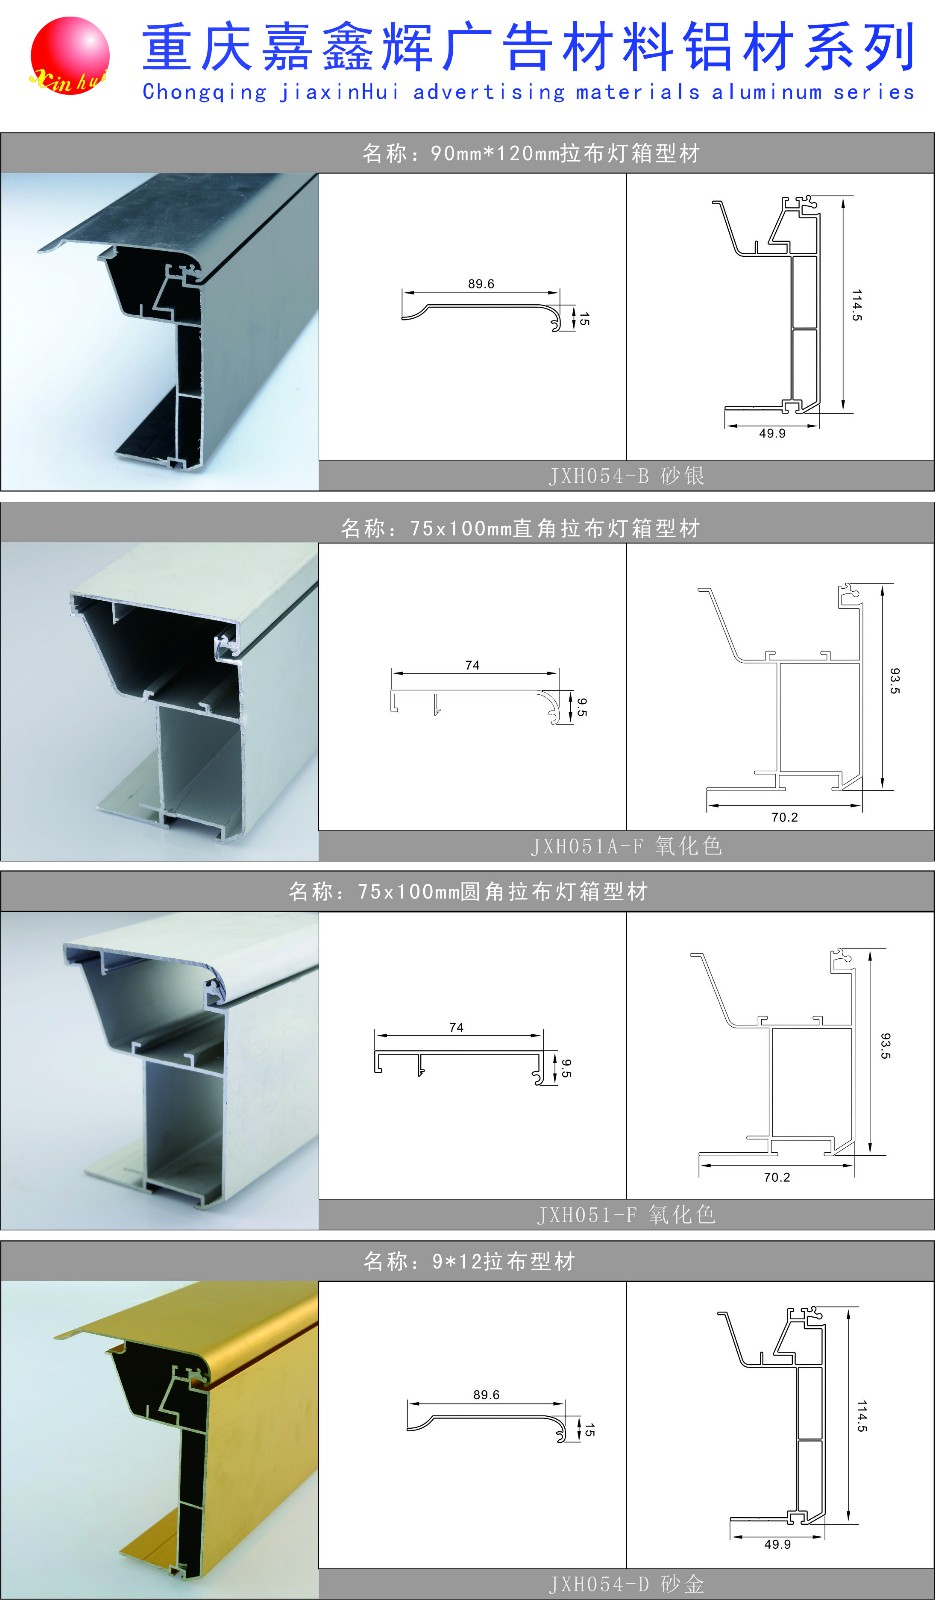 xin hui
重庆嘉鑫辉广告材料铝材系列
Chongqing jiaxinHui advertising materials aluminum series
名称：90mm*120mm拉布灯箱型材
89.6
15
114.5
49.9
JXH054-B 砂银
名称：75x100mm直角拉布灯箱型材
74
9.5
93.5
70.2
JXH051A-F 氧化色
名称：75x100mm圆角拉布灯箱型材
74
9.5
93.5
70.2
JXH051-F 氧化色
名称：9*12拉布型材
89.6
15
114.5
49.9
JXH054-D 砂金